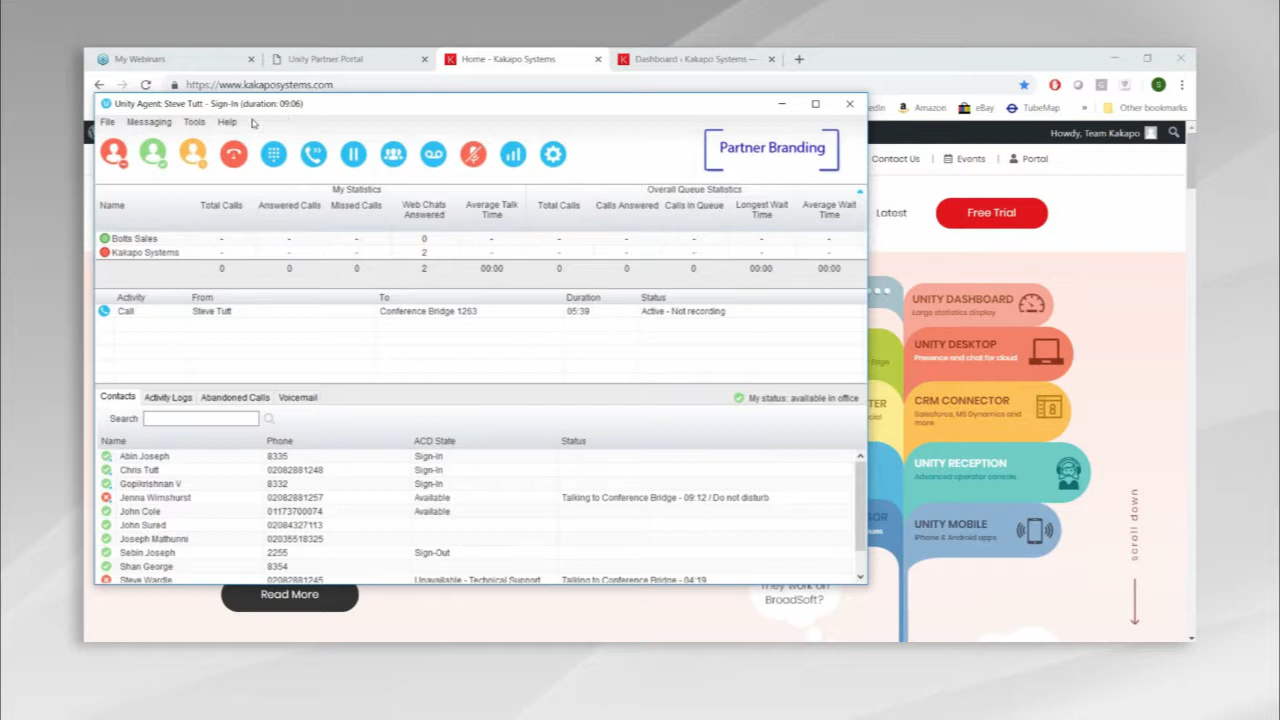 My Webinars
Unity Partner Portal
Home - Kakapo Systems
Dashboard ‹ Kakapo Systems —
https://www.kakaposystems.com
Unity Agent: Steve Tutt - Sign-In (duration: 09:06)
edIn
Amazon
eBay
TubeMap
»
Other bookmarks
File Messaging Tools Help
Howdy, Team Kakapo
Partner Branding
Contact Us
Events
Portal
My Statistics
Overall Queue Statistics
Name Total Calls Answered Calls Missed Calls Web Chats Answered Average Talk Time Total Calls Calls Answered Calls In Queue Longest Wait Time Average Wait Time
Latest
Free Trial
Bolts Sales - - - 0 - - - - - -
Kakapo Systems - - - 2 - - - - - -
0 0 0 2 00:00 0 0 0 00:00 00:00
Activity From To Duration Status
Call Steve Tutt Conference Bridge 1263 05:39 Active - Not recording
UNITY DASHBOARD
Large statistics display
UNITY DESKTOP
Presence and chat for cloud
Edge
CRM CONNECTOR
Salesforce, MS Dynamics and
more
TER
cial
UNITY RECEPTION
Advanced operator controls
SOR
ues
UNITY MOBILE
iPhone & Android apps
scroll down
Contacts Activity Logs Abandoned Calls Voicemail
My status: available in office
Search
Name Phone ACD State Status
Abin Joseph 8335 Sign-In
Chris Tutt 02082881248 Sign-In
Gopikrishnan V 8332 Sign-In
Jenna Wimshurst 02082881257 Available Talking to Conference Bridge - 09:12 / Do not disturb
John Cole 01173700074 Available
John Sured 02084327113
Joseph Mathunni 02035518325
Sebin Joseph 2255 Sign-Out
Shan George 8354
Steve Wardle 02082881245 Unavailable - Technical Support Talking to Conference Bridge - 04:19
Read More
They work on
BroadSoft?